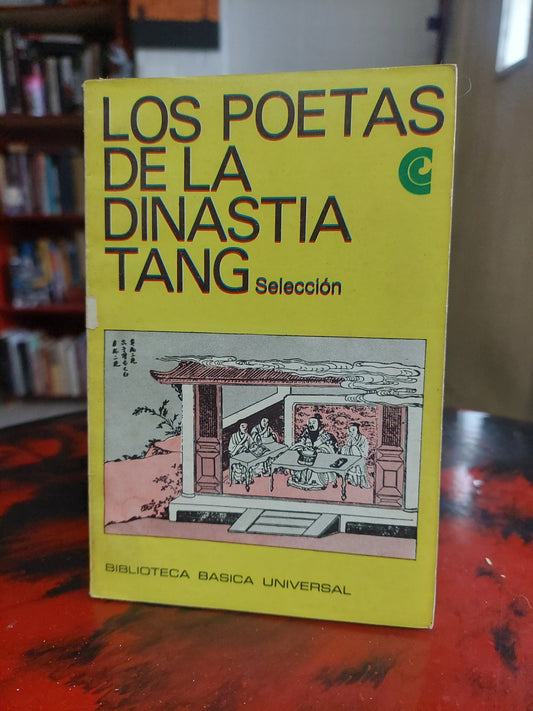 LOS POETAS
DE LA
DINASTIA
TANG Selección
BIBLIOTECA BASICA UNIVERSAL